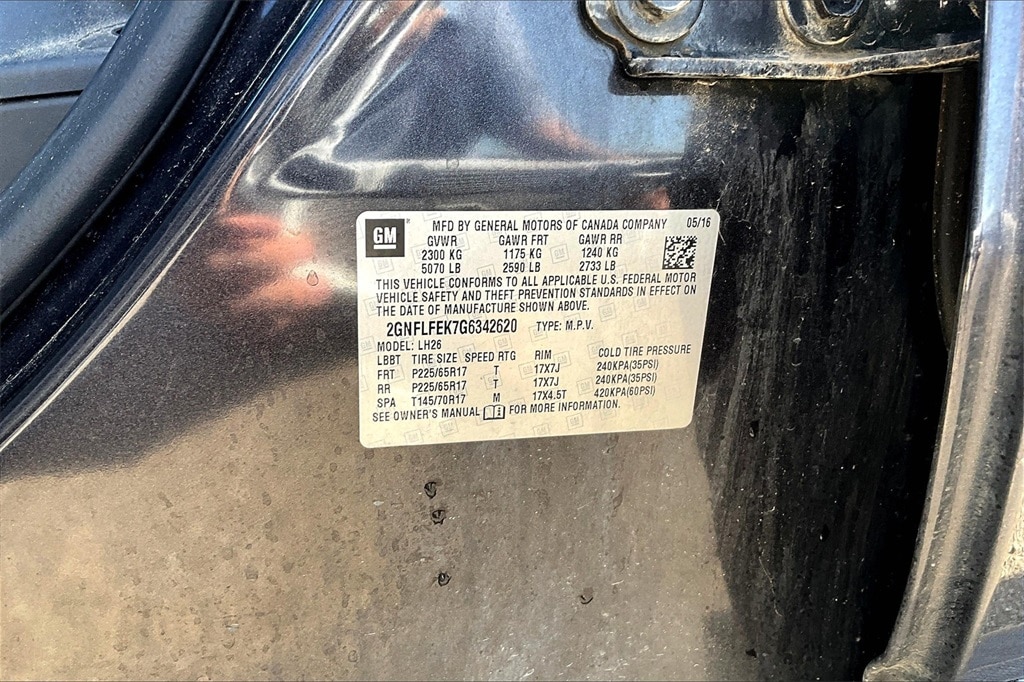 GM
MFD BY GENERAL MOTORS OF CANADA COMPANY 05/16
GVWR GAWR FRT GAWR RR
2300 KG 1175 KG 1240 KG
5070 LB 2590 LB 2733 LB
THIS VEHICLE CONFORMS TO ALL APPLICABLE U.S. FEDERAL MOTOR
VEHICLE SAFETY AND THEFT PREVENTION STANDARDS IN EFFECT ON
THE DATE OF MANUFACTURE SHOWN ABOVE.
2GNFLFEK7G6342620 TYPE: M.P.V.
MODEL: LH26
LBBT TIRE SIZE SPEED RTG RIM COLD TIRE PRESSURE
FRT P225/65R17 T 17X7J 240KPA(35PSI)
RR P225/65R17 T 17X7J 240KPA(35PSI)
SPA T145/70R17 M 17X4.5T 420KPA(60PSI)
SEE OWNER'S MANUAL FOR MORE INFORMATION.